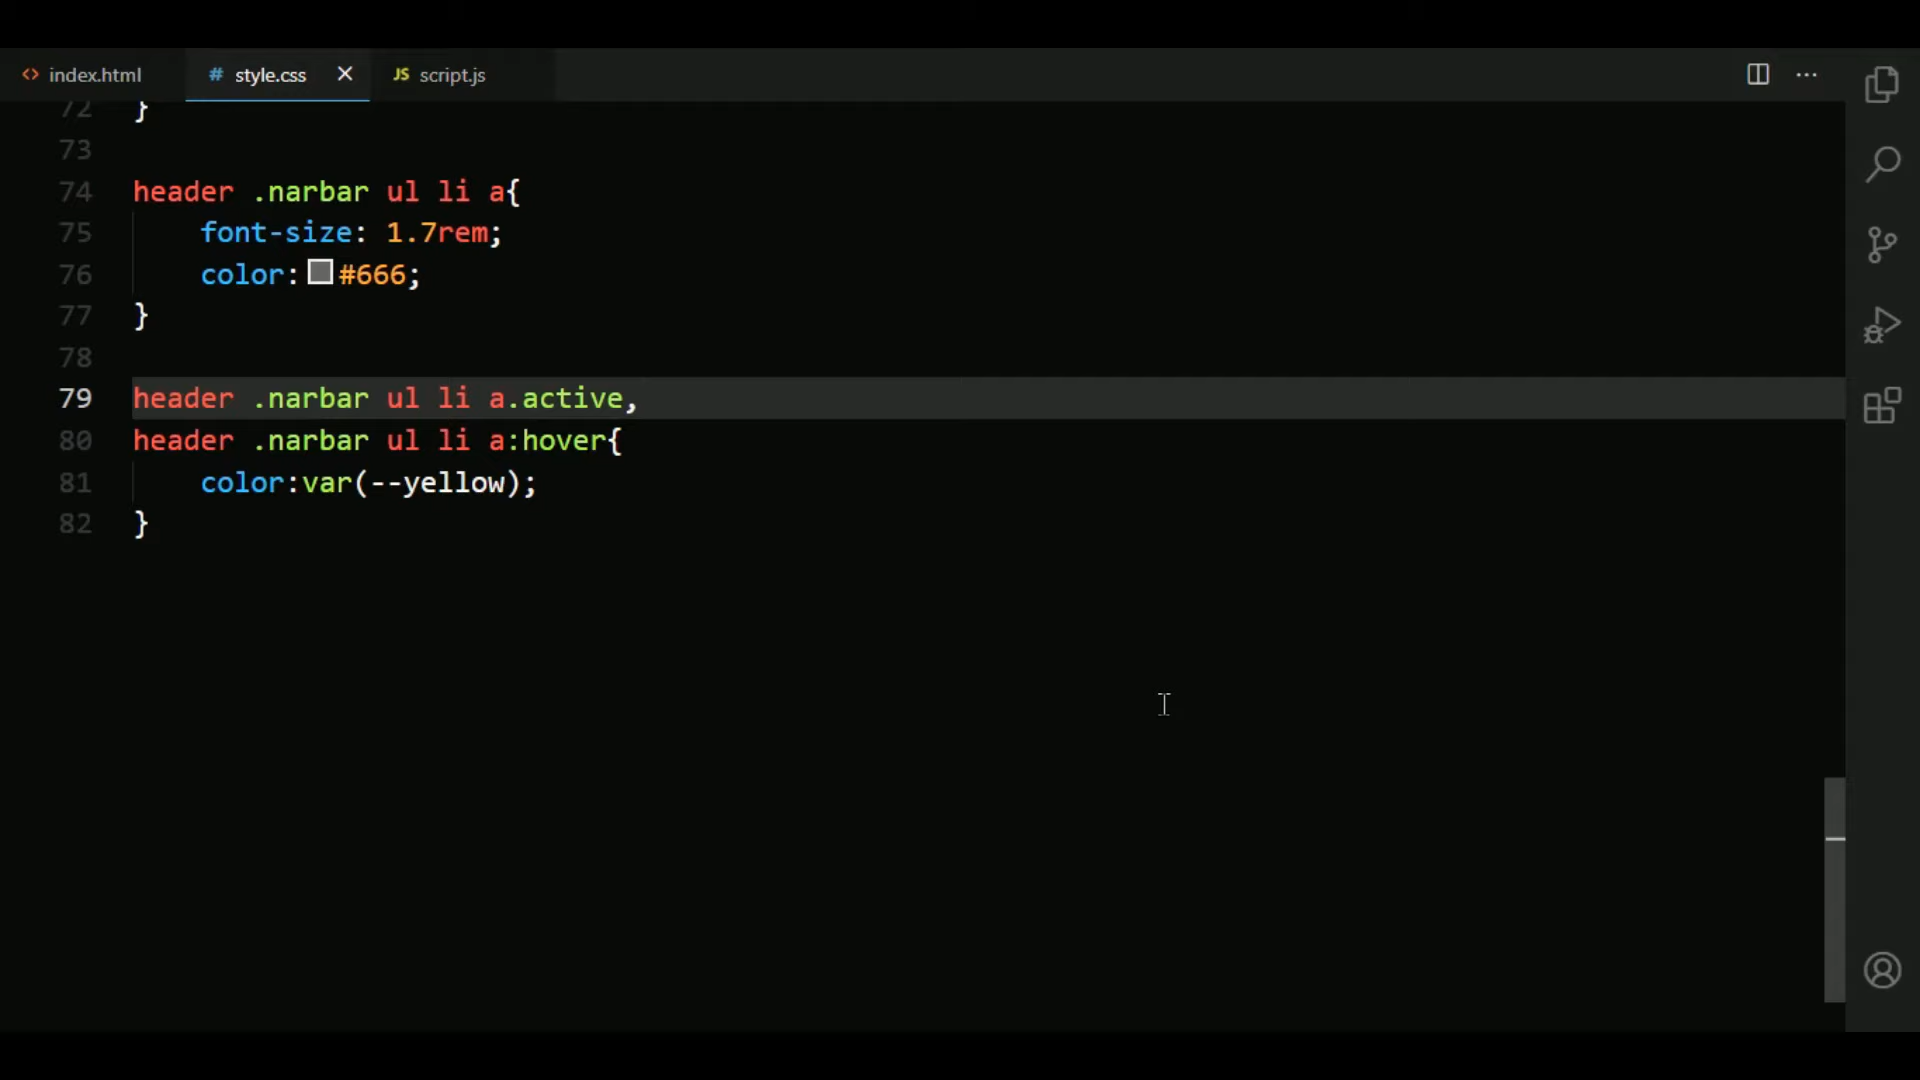 index.html style.css script.js
72 }
73
74 header .narbar ul li a{
75 font-size: 1.7rem;
76 color: #666;
77 }
78
79 header .narbar ul li a.active,
80 header .narbar ul li a:hover{
81 color:var(--yellow);
82 }